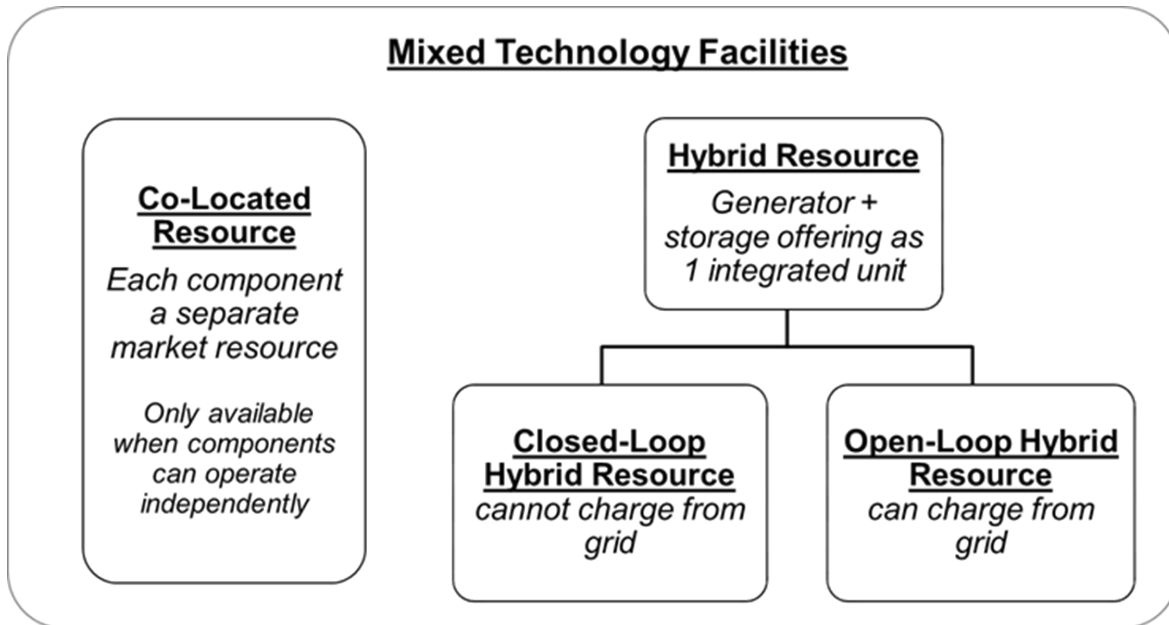 Mixed Technology Facilities
Co-Located
Resource
Each component
a separate
market resource
Only available
when components
can operate
independently
Hybrid Resource
Generator +
storage offering as
1 integrated unit
Closed-Loop
Hybrid Resource
cannot charge from
grid
Open-Loop Hybrid
Resource
can charge from
grid